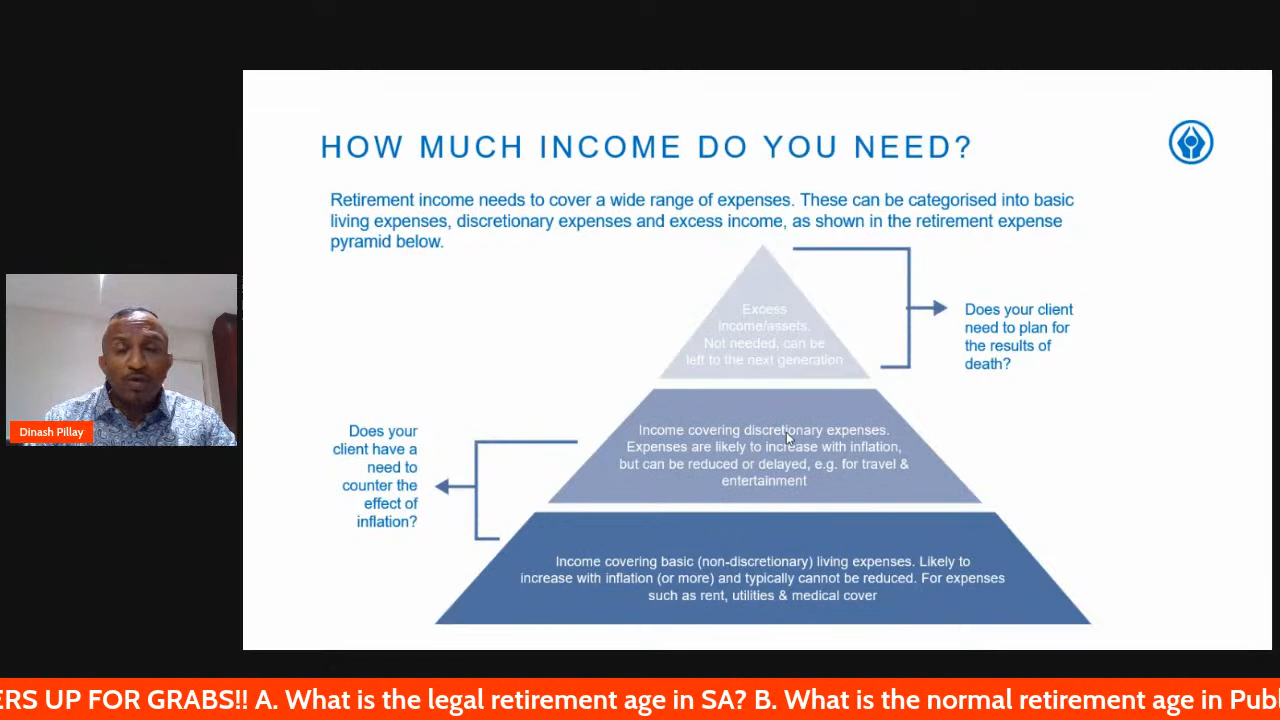 HOW MUCH INCOME DO YOU NEED?
Retirement income needs to cover a wide range of expenses. These can be categorised into basic
living expenses, discretionary expenses and excess income, as shown in the retirement expense
pyramid below.
Excess
income/assets.
Not needed, can be
left to the next generation
Does your client
need to plan for
the results of
death?
Income covering discretionary expenses.
Expenses are likely to increase with inflation,
but can be reduced or delayed, e.g. for travel &
entertainment
Does your
client have a
need to
counter the
effect of
inflation?
Income covering basic (non-discretionary) living expenses. Likely to
increase with inflation (or more) and typically cannot be reduced. For expenses
such as rent, utilities & medical cover
Dinash Pillay
ERS UP FOR GRABS!! A. What is the legal retirement age in SA? B. What is the normal retirement age in Publ